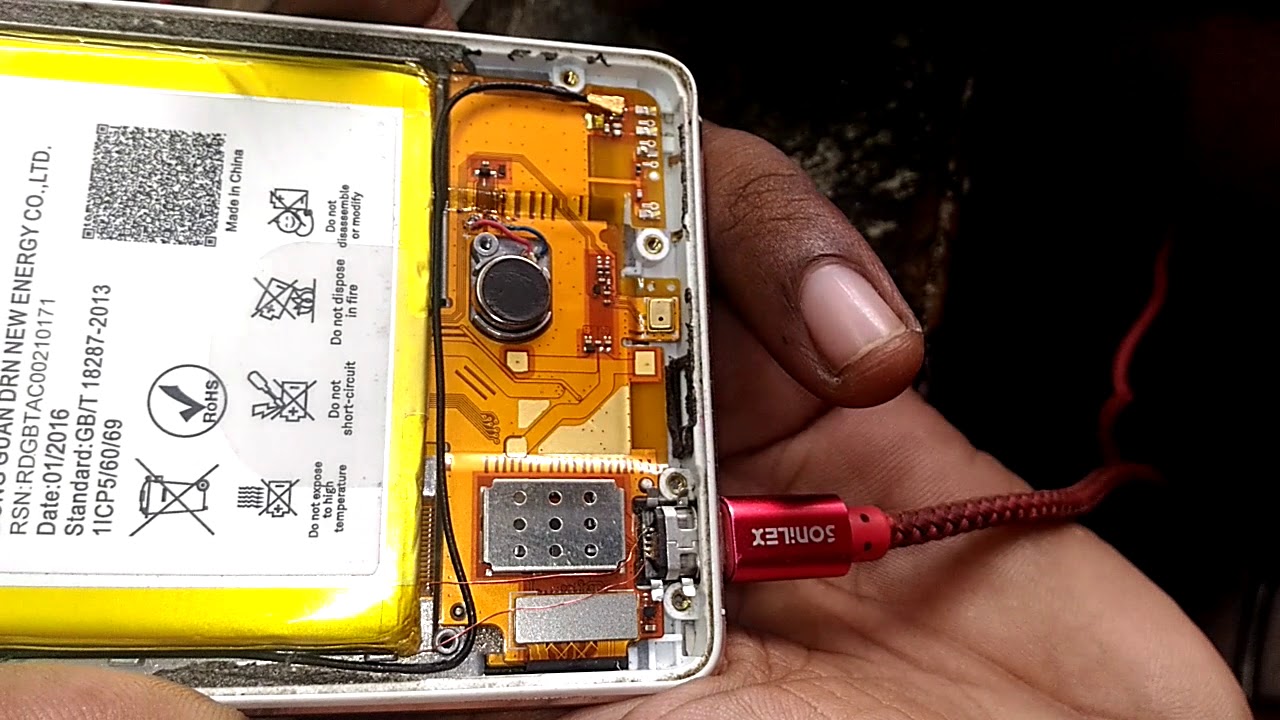 GUAN DRN NEW ENERGY CO.,LTD.
RSN:RDGBTAC00210171
Date:01/2016
Standard:GB/T 18287-2013
1ICP5/60/69
Made in China
RoHS
Do not
disassemble
or modify
Do not dispose
in fire
Do not
short-circuit
Do not expose
to high
temperature
SONiLEX